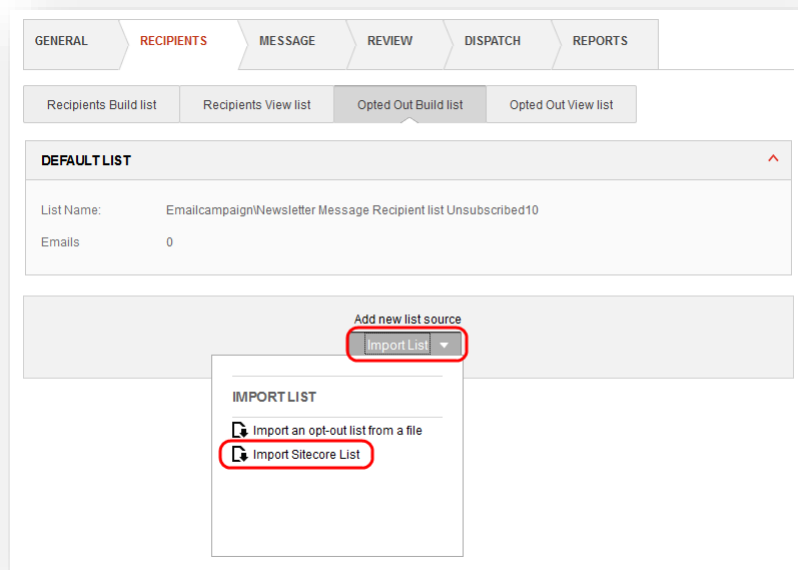 GENERAL RECIPIENTS MESSAGE REVIEW DISPATCH REPORTS
Recipients Build list Recipients View list Opted Out Build list Opted Out View list
DEFAULT LIST
List Name: Emailcampaign\Newsletter Message Recipient list Unsubscribed10
Emails 0
Add new list source
Import List
IMPORT LIST
Import an opt-out list from a file
Import Sitecore List